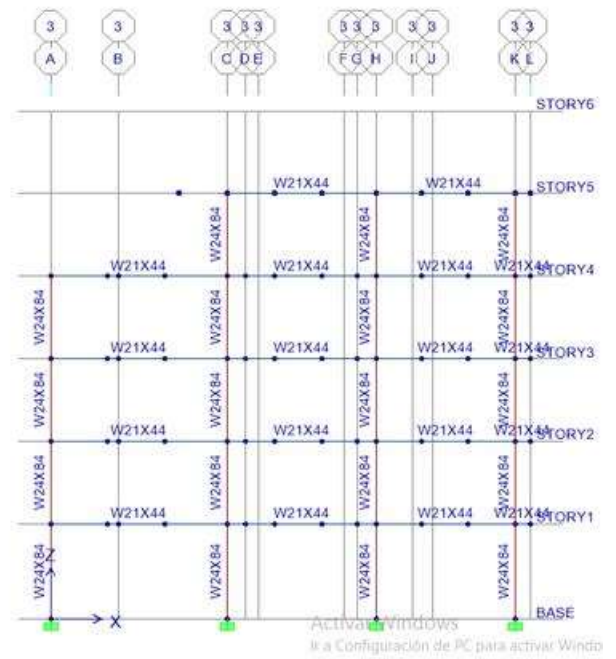 3 3 3 3 3 3 3 3 3 3 3 3
A B C D E F G H I J K L
STORY6
W21X44 W21X44 STORY5
W24X84 W24X84 W24X84
W21X44 W21X44 W21X44 W21X44 STORY4
W24X84 W24X84 W24X84 W24X84
W21X44 W21X44 W21X44 W21X44 STORY3
W24X84 W24X84 W24X84 W24X84
W21X44 W21X44 W21X44 W21X44 STORY2
W24X84 W24X84 W24X84 W24X84
W21X44 W21X44 W21X44 W21X44 STORY1
W24X84 W24X84 W24X84 W24X84
Z
X
BASE
Activar Windows
Ir a Configuración de PC para activar Windo